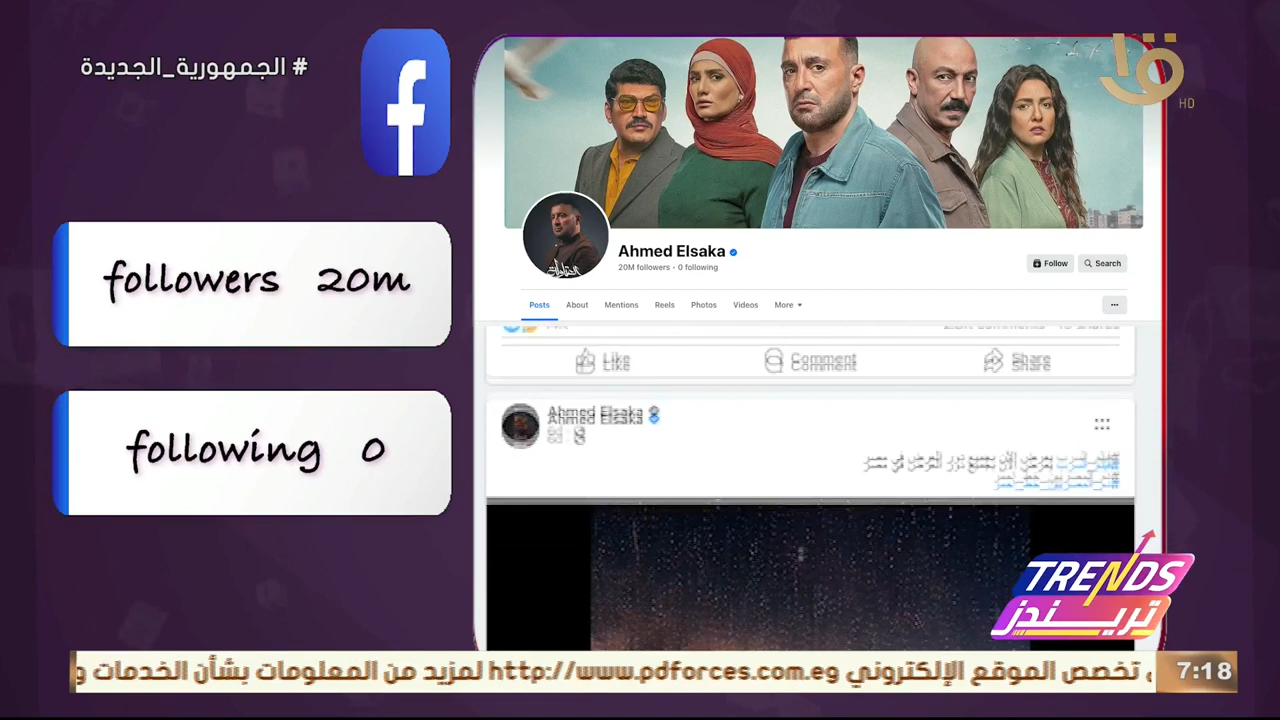 # الجمهورية_الجديدة
HD
followers 20m
following 0
Ahmed Elsaka
20M followers • 0 following
Follow
Search
Posts About Mentions Reels Photos Videos More
Like Comment Share
Ahmed Elsaka
6d
TRENDS
تريندز
تخصص الموقع الإلكتروني http://www.pdforces.com.eg لمزيد من المعلومات بشأن الخدمات و
7:18